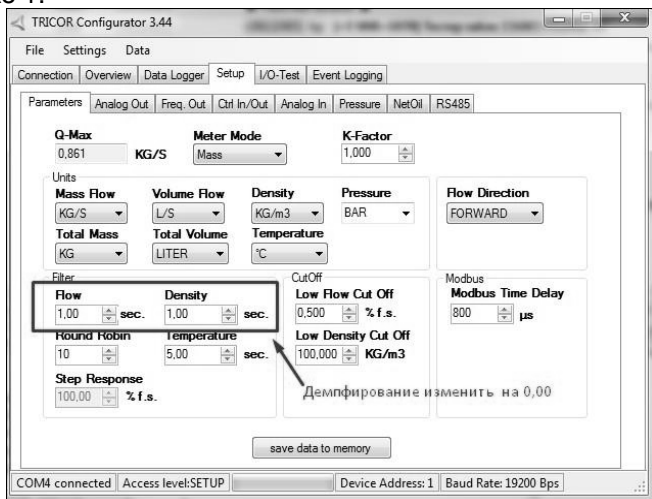 TRICOR Configurator 3.44
File Settings Data
Connection Overview Data Logger Setup I/O-Test Event Logging
Parameters Analog Out Freq. Out Ctrl In/Out Analog In Pressure NetOil RS485
Q-Max Meter Mode K-Factor
0,861 KG/S Mass 1,000
Units
Mass Flow Volume Flow Density Pressure Flow Direction
KG/S L/S KG/m3 BAR FORWARD
Total Mass Total Volume Temperature
KG LITER °C
Filter CutOff Modbus
Flow Density Low Flow Cut Off Modbus Time Delay
1,00 sec. 1,00 sec. 0,500 % f.s. 800 µs
Round Robin Temperature Low Density Cut Off
10 5,00 sec. 100,000 KG/m3
Step Response
100,00 % f.s.
Демпфирование изменить на 0,00
save data to memory
COM4 connected Access level:SETUP Device Address: 1 Baud Rate: 19200 Bps